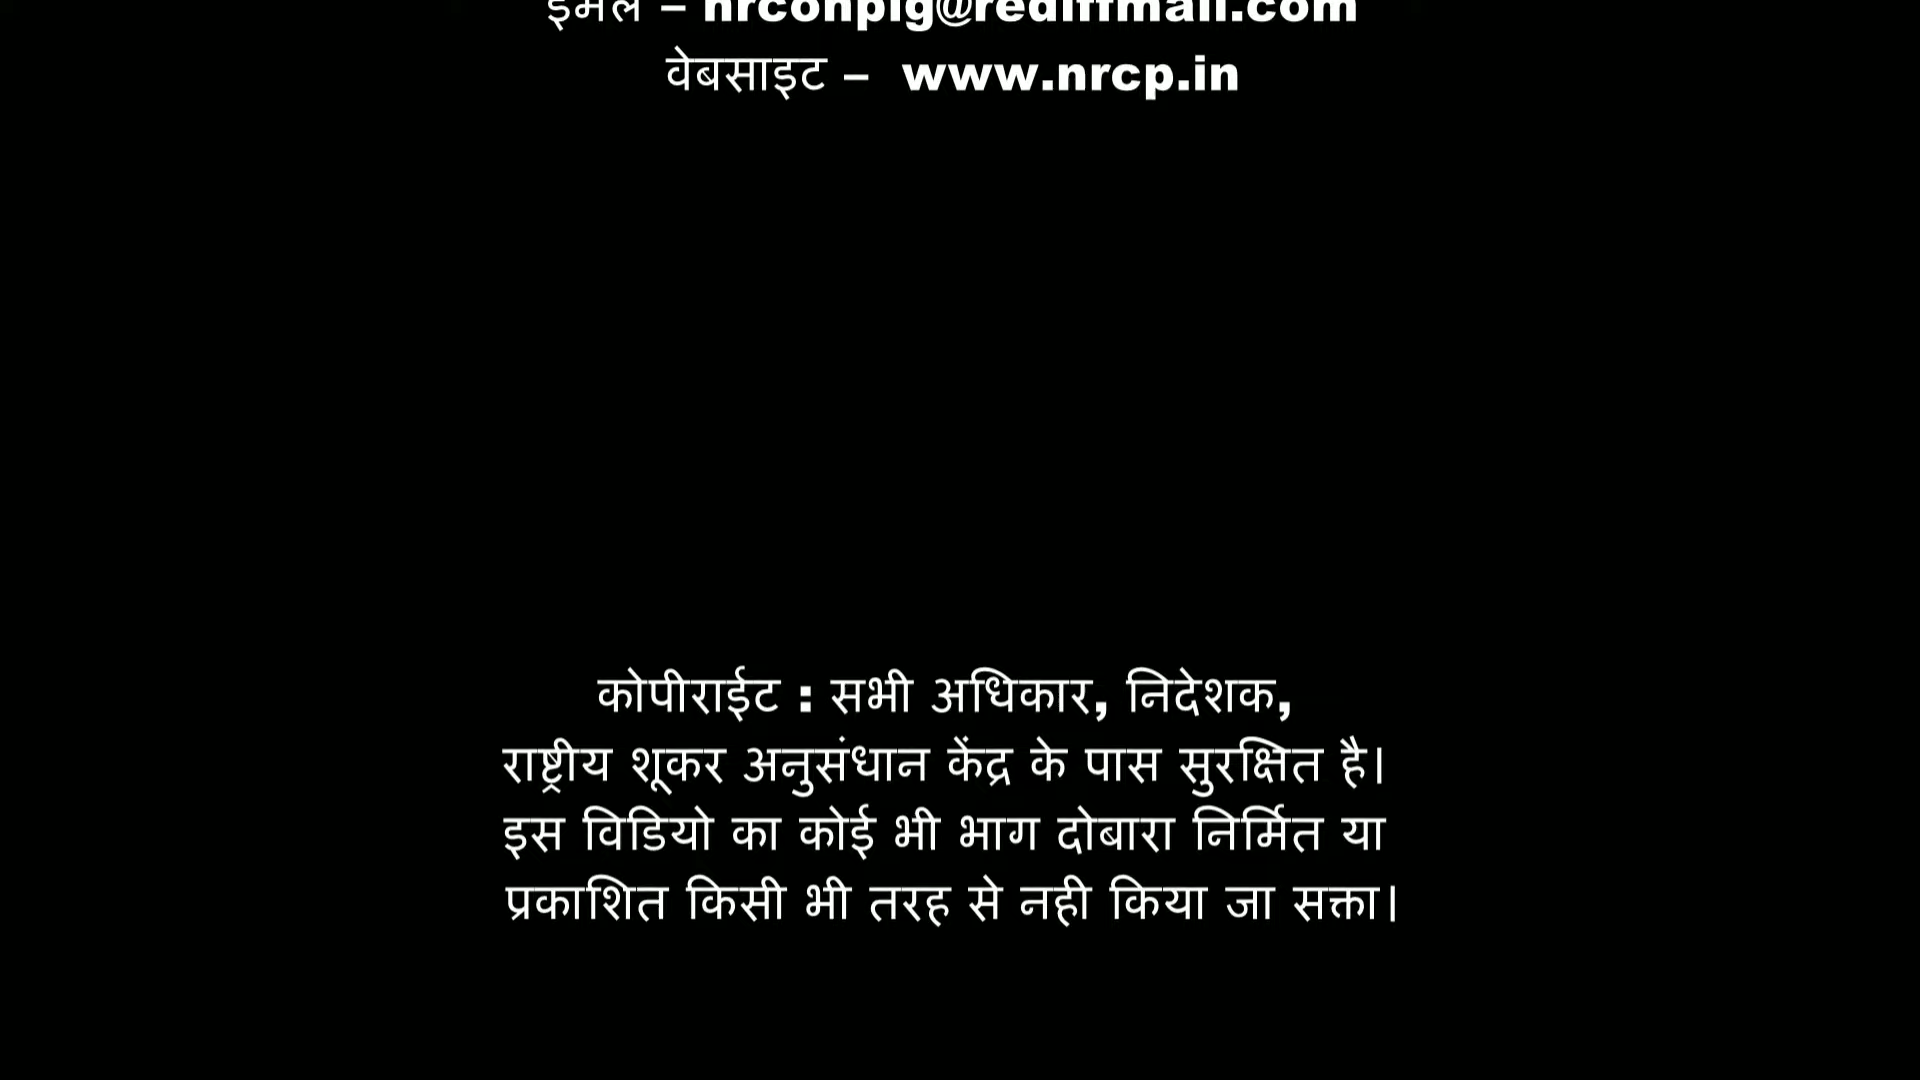 इमेल – nrconpig@rediffmail.com
वेबसाइट – www.nrcp.in
कोपीराईट : सभी अधिकार, निदेशक,
राष्ट्रीय शूकर अनुसंधान केंद्र के पास सुरक्षित है।
इस विडियो का कोई भी भाग दोबारा निर्मित या
प्रकाशित किसी भी तरह से नही किया जा सक्ता।